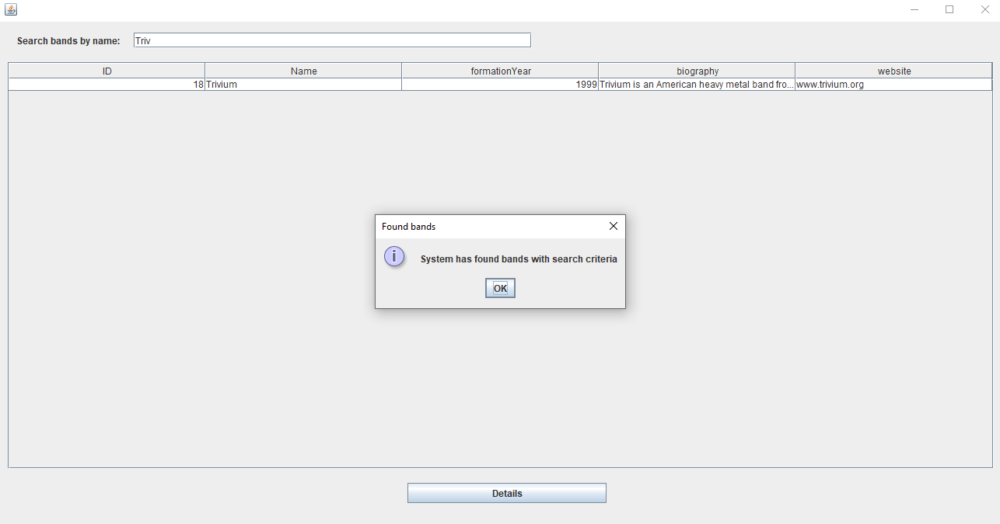 Search bands by name: Triv
ID Name formationYear biography website
18 Trivium 1999 Trivium is an American heavy metal band fro... www.trivium.org
Found bands
i
System has found bands with search criteria
OK
Details